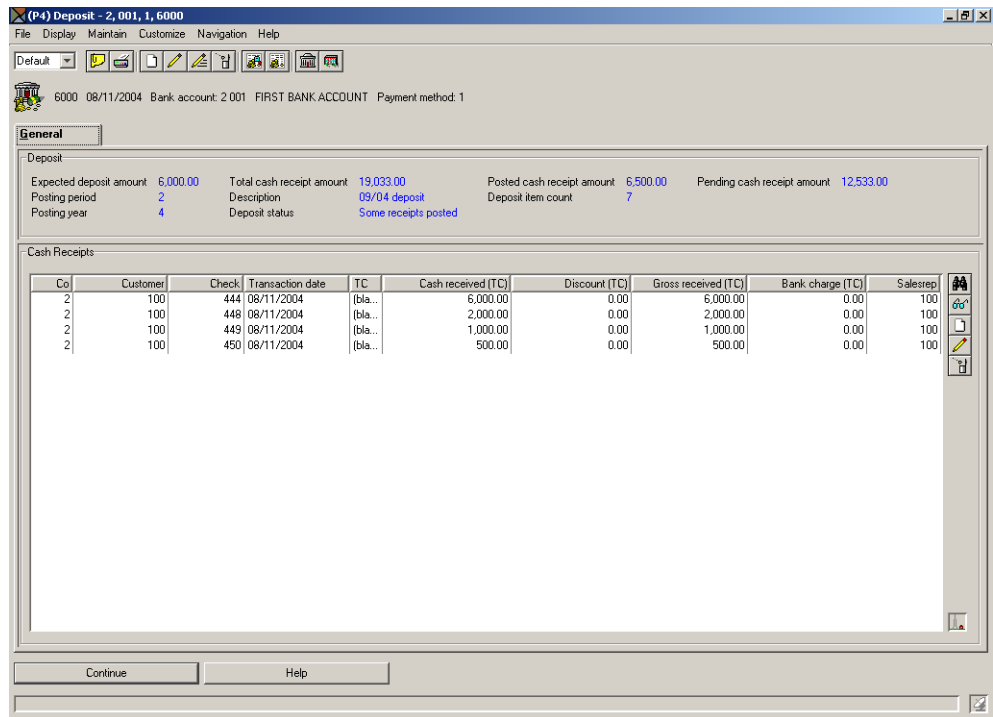 (P4) Deposit - 2, 001, 1, 6000
File Display Maintain Customize Navigation Help
Default
6000 08/11/2004 Bank account: 2 001 FIRST BANK ACCOUNT Payment method: 1
General
Deposit
Expected deposit amount 6,000.00 Total cash receipt amount 19,033.00 Posted cash receipt amount 6,500.00 Pending cash receipt amount 12,533.00
Posting period 2 Description 09/04 deposit Deposit item count 7
Posting year 4 Deposit status Some receipts posted
Cash Receipts
Co Customer Check Transaction date TC Cash received (TC) Discount (TC) Gross received (TC) Bank charge (TC) Salesrep
2 100 444 08/11/2004 (bla... 6,000.00 0.00 6,000.00 0.00 100
2 100 448 08/11/2004 (bla... 2,000.00 0.00 2,000.00 0.00 100
2 100 449 08/11/2004 (bla... 1,000.00 0.00 1,000.00 0.00 100
2 100 450 08/11/2004 (bla... 500.00 0.00 500.00 0.00 100
Continue Help